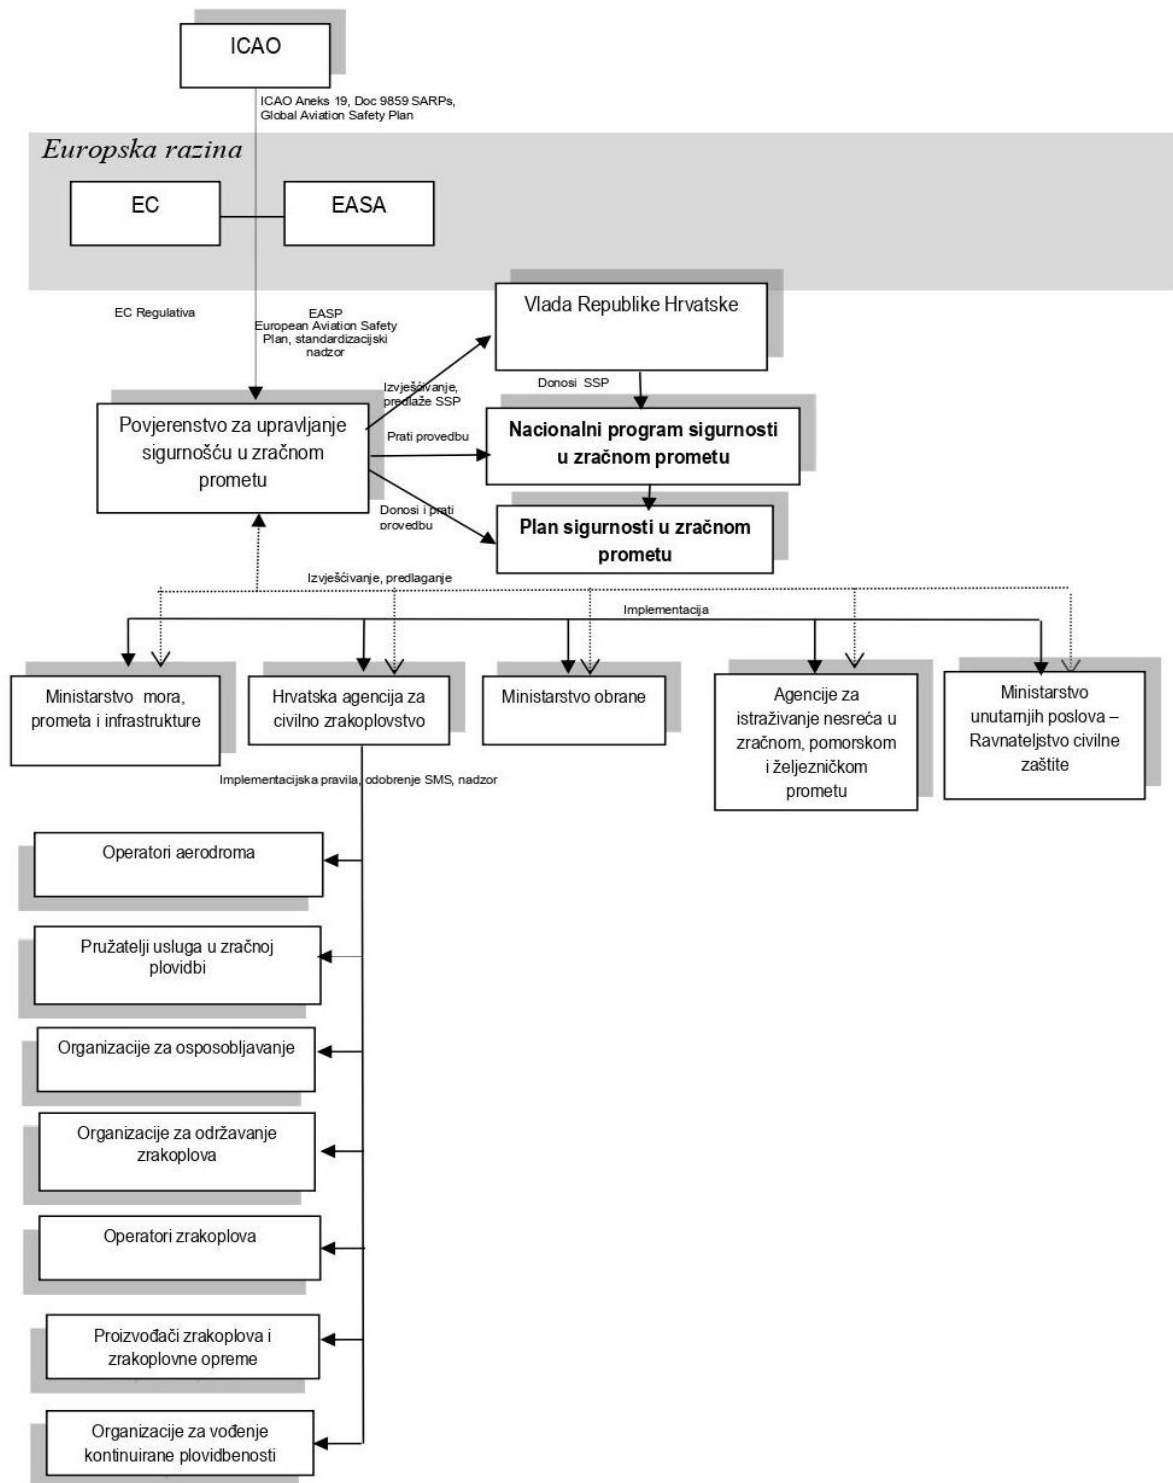 ICAO
ICAO Aneks 19, Doc 9859 SARPs,
Global Aviation Safety Plan
Europska razina
EC
EASA
EC Regulativa
EASP
European Aviation Safety
Plan, standardizacijski
nadzor
Vlada Republike Hrvatske
Izvješćivanje,
predlaže SSP
Donosi SSP
Povjerenstvo za upravljanje
sigurnošću u zračnom
prometu
Prati provedbu
Nacionalni program sigurnosti
u zračnom prometu
Donosi i prati
provedbu
Plan sigurnosti u zračnom
prometu
Izvješćivanje, predlaganje
Implementacija
Ministarstvo mora,
prometa i infrastrukture
Hrvatska agencija za
civilno zrakoplovstvo
Ministarstvo obrane
Agencije za
istraživanje nesreća u
zračnom, pomorskom
i željezničkom
prometu
Ministarstvo
unutarnjih poslova –
Ravnateljstvo civilne
zaštite
Implementacijska pravila, odobrenje SMS, nadzor
Operatori aerodroma
Pružatelji usluga u zračnoj
plovidbi
Organizacije za osposobljavanje
Organizacije za održavanje
zrakoplova
Operatori zrakoplova
Proizvođači zrakoplova i
zrakoplovne opreme
Organizacije za vođenje
kontinuirane plovidbenosti